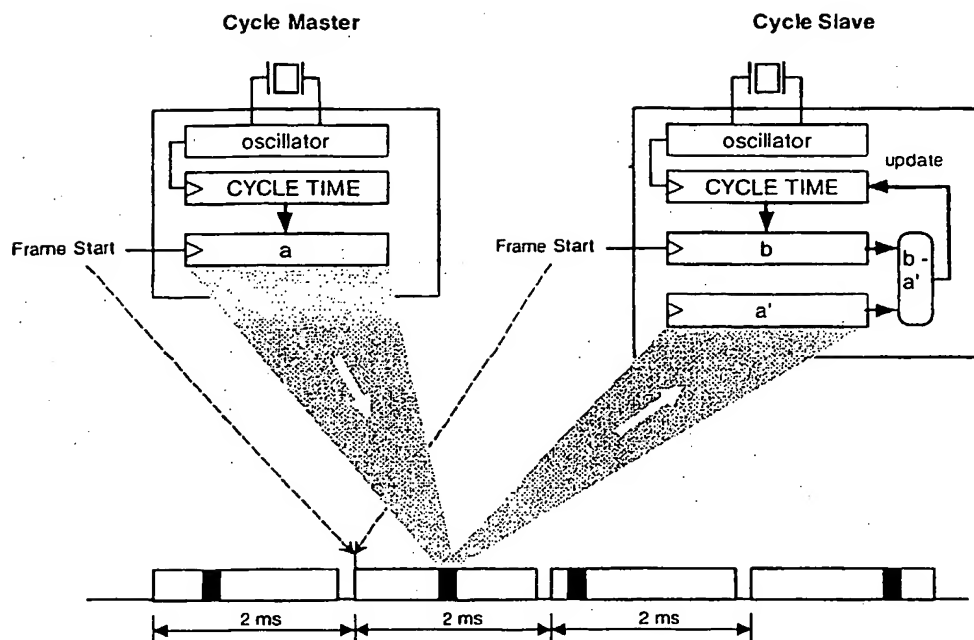 Cycle Master
Cycle Slave
oscillator
oscillator
update
CYCLE TIME
CYCLE TIME
Frame Start
a
Frame Start
b
b -
a'
a'
2 ms
2 ms
2 ms